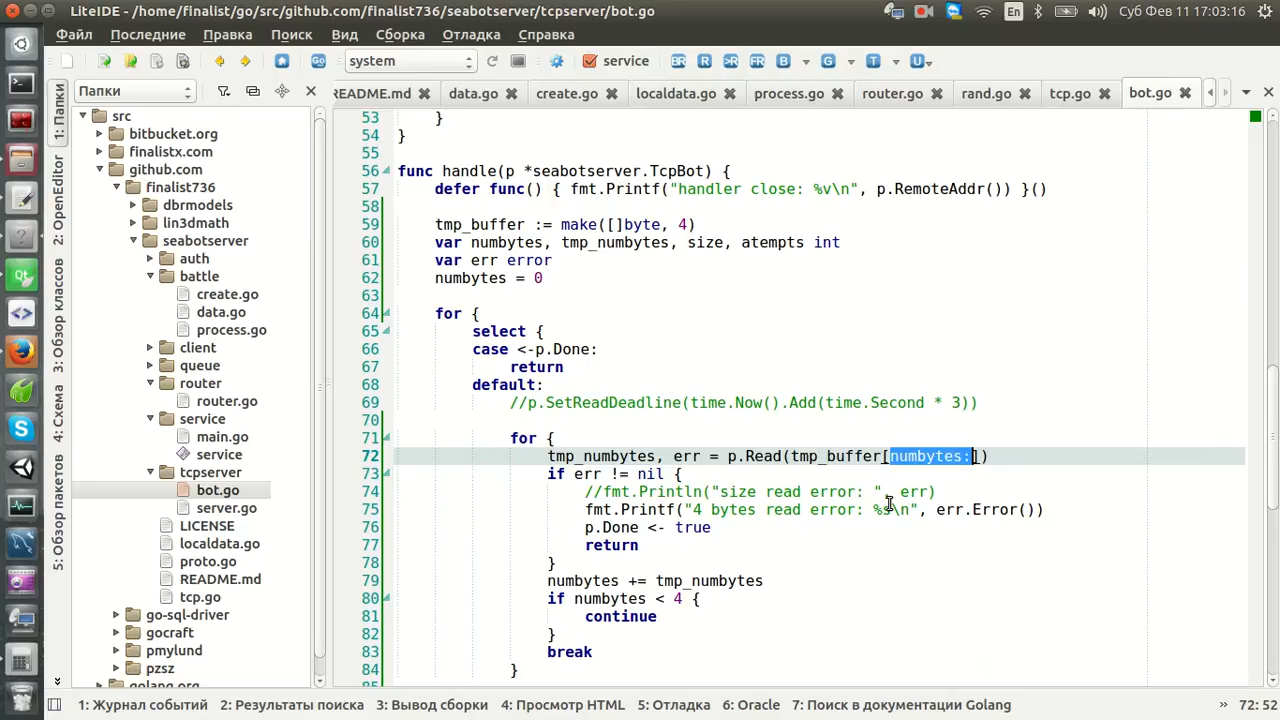 LiteIDE - /home/finalist/go/src/github.com/finalist736/seabotserver/tcpserver/bot.go
En
Суб Фев 11 17:03:16
Файл Последние Правка Поиск Вид Сборка Отладка Справка
Go system service BR R >R FR B G T U
Папки
README.md data.go create.go localdata.go process.go router.go rand.go tcp.go bot.go
1: Папки
2: OpenEditor
3: Обзор классов
4: Схема
5: Обзор пакетов
src
bitbucket.org
finalistx.com
github.com
finalist736
dbrmodels
lin3dmath
seabotserver
auth
battle
create.go
data.go
process.go
client
queue
router
router.go
service
main.go
service
tcpserver
bot.go
server.go
LICENSE
localdata.go
proto.go
README.md
tcp.go
go-sql-driver
gocraft
pmylund
pzsz
golang.org
53 }
54 }
55
56 func handle(p *seabotserver.TcpBot) {
57 defer func() { fmt.Printf("handler close: %v\n", p.RemoteAddr()) }()
58
59 tmp_buffer := make([]byte, 4)
60 var numbytes, tmp_numbytes, size, atempts int
61 var err error
62 numbytes = 0
63
64 for {
65 select {
66 case <-p.Done:
67 return
68 default:
69 //p.SetReadDeadline(time.Now().Add(time.Second * 3))
70
71 for {
72 tmp_numbytes, err = p.Read(tmp_buffer[numbytes:])
73 if err != nil {
74 //fmt.Println("size read error: ", err)
75 fmt.Printf("4 bytes read error: %s\n", err.Error())
76 p.Done <- true
77 return
78 }
79 numbytes += tmp_numbytes
80 if numbytes < 4 {
81 continue
82 }
83 break
84 }
85
1: Журнал событий 2: Результаты поиска 3: Вывод сборки 4: Просмотр HTML 5: Отладка 6: Oracle 7: Поиск в документации Golang » 72: 52